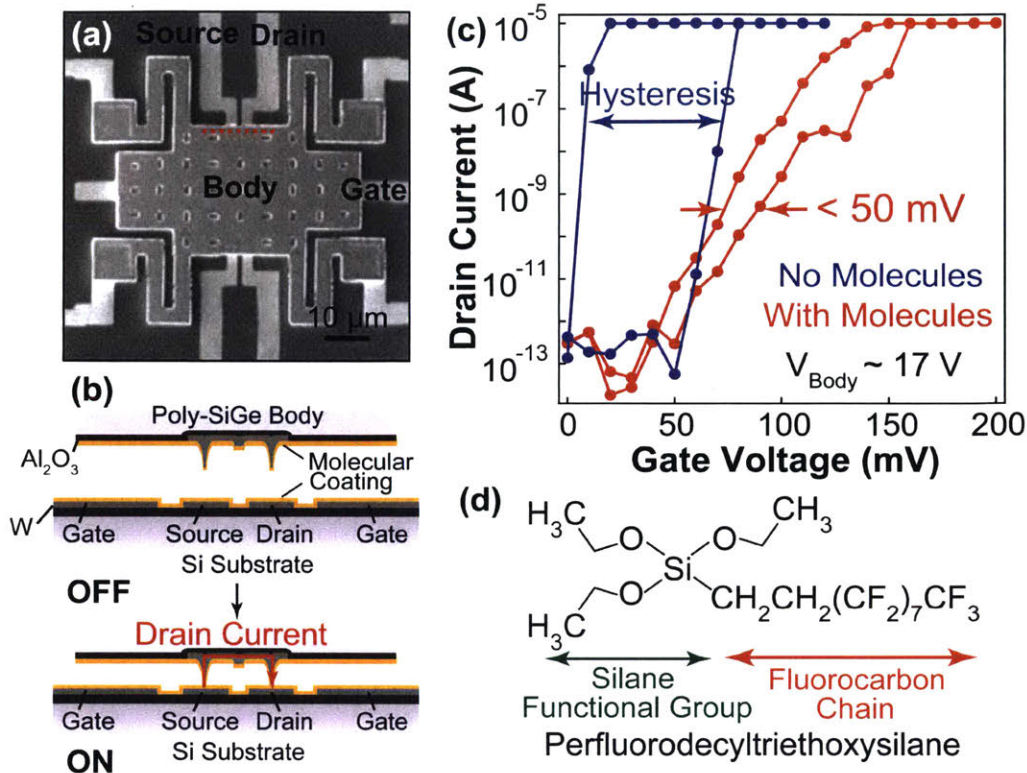 (a)
Source Drain
Body
Gate
10 μm
(b)
Poly-SiGe Body
Al₂O₃
Molecular
Coating
W
Gate
Source
Drain
Gate
Si Substrate
OFF
Drain Current
Gate
Source
Drain
Gate
Si Substrate
ON
(c)
Drain Current (A)
10⁻⁵
10⁻⁷
10⁻⁹
10⁻¹¹
10⁻¹³
Hysteresis
< 50 mV
No Molecules
With Molecules
V_Body ~ 17 V
0
50
100
150
200
Gate Voltage (mV)
(d)
H₃C
CH₃
O
O
Si
O
CH₂CH₂(CF₂)₇CF₃
H₃C
Silane
Functional Group
Fluorocarbon
Chain
Perfluorodecyltriethoxysilane